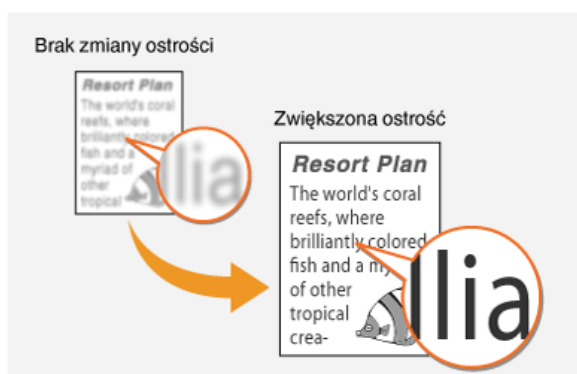 Brak zmiany ostrości
Resort Plan
The world's coral
reefs, where
brilliantly colored
fish and a
myriad of
other
tropical
llia
Zwiększona ostrość
Resort Plan
The world's coral
reefs, where
brilliantly colored
fish and a my
of other
tropical
crea-
llia